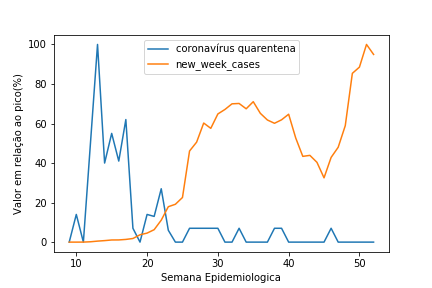 coronavírus quarentena
new_week_cases
Valor em relação ao pico(%)
100
80
60
40
20
0
10
20
30
40
50
Semana Epidemiologica